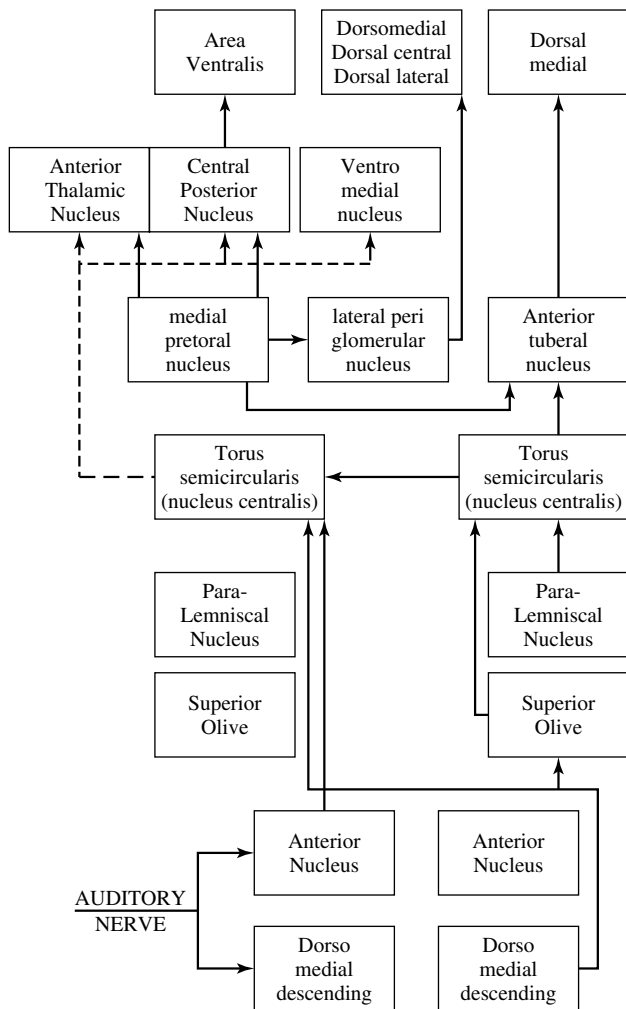 Area
Ventralis
Dorsomedial
Dorsal central
Dorsal lateral
Dorsal
medial
Anterior
Thalamic
Nucleus
Central
Posterior
Nucleus
Ventro
medial
nucleus
medial
pretoral
nucleus
lateral peri
glomerular
nucleus
Anterior
tuberal
nucleus
Torus
semicircularis
(nucleus centralis)
Torus
semicircularis
(nucleus centralis)
Para-
Lemniscal
Nucleus
Para-
Lemniscal
Nucleus
Superior
Olive
Superior
Olive
Anterior
Nucleus
Anterior
Nucleus
AUDITORY
NERVE
Dorso
medial
descending
Dorso
medial
descending